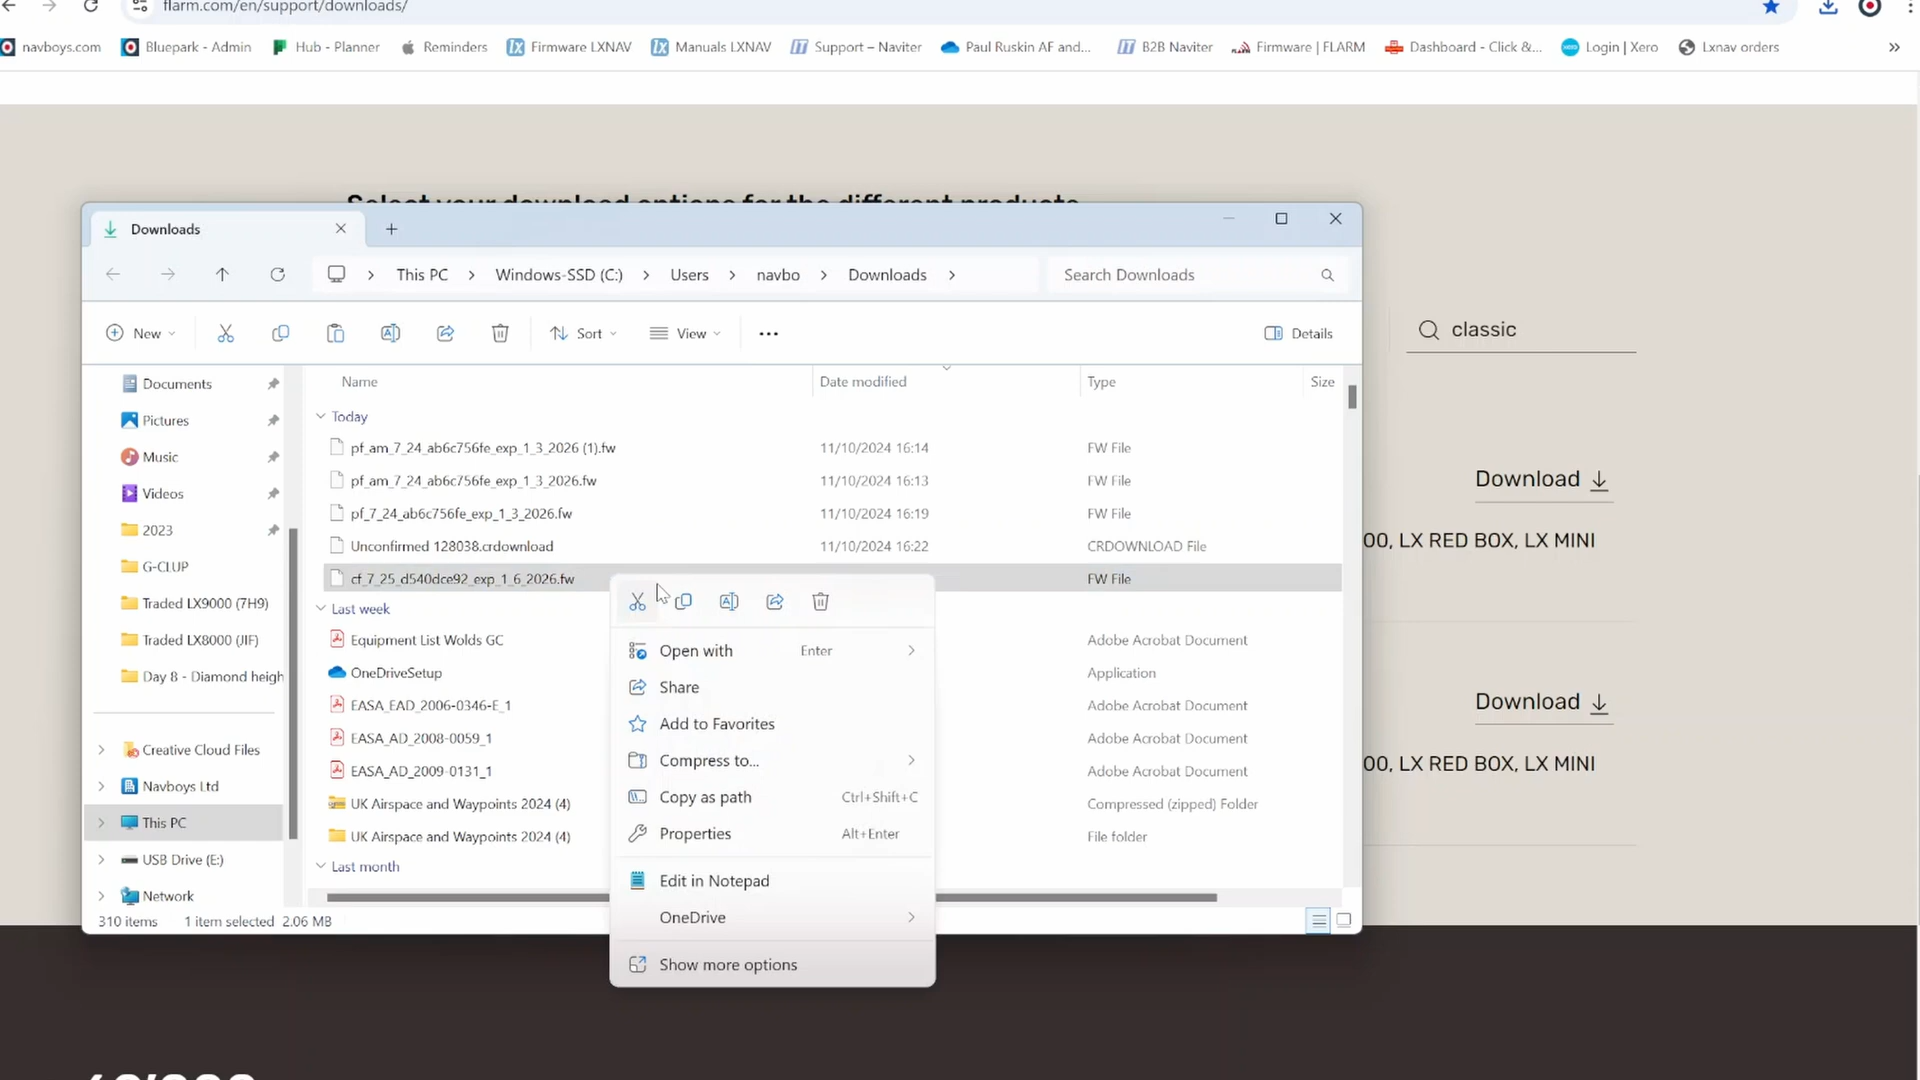 flarm.com/en/support/downloads/
navboys.com Bluepark - Admin Hub - Planner Reminders Firmware LXNAV Manuals LXNAV Support – Naviter Paul Ruskin AF and... B2B Naviter Firmware | FLARM Dashboard - Click &... Login | Xero Lxnav orders »
Select your download options for the different products
Downloads
This PC > Windows-SSD (C:) > Users > navbo > Downloads >
Search Downloads
New Sort View ... Details
classic
Name Date modified Type Size
Documents
Pictures
Music
Videos
2023
G-CLUP
Traded LX9000 (7H9)
Traded LX8000 (JIF)
Day 8 - Diamond heigh
Creative Cloud Files
Navboys Ltd
This PC
USB Drive (E:)
Network
Today
pf_am_7_24_ab6c756fe_exp_1_3_2026 (1).fw 11/10/2024 16:14 FW File
pf_am_7_24_ab6c756fe_exp_1_3_2026.fw 11/10/2024 16:13 FW File
pf_7_24_ab6c756fe_exp_1_3_2026.fw 11/10/2024 16:19 FW File
Unconfirmed 128038.crdownload 11/10/2024 16:22 CRDOWNLOAD File
cf_7_25_d540dce92_exp_1_6_2026.fw FW File
Last week
Equipment List Wolds GC Adobe Acrobat Document
OneDriveSetup Application
EASA_EAD_2006-0346-E_1 Adobe Acrobat Document
EASA_AD_2008-0059_1 Adobe Acrobat Document
EASA_AD_2009-0131_1 Adobe Acrobat Document
UK Airspace and Waypoints 2024 (4) Compressed (zipped) Folder
UK Airspace and Waypoints 2024 (4) File folder
Last month
310 items 1 item selected 2.06 MB
Open with Enter
Share
Add to Favorites
Compress to...
Copy as path Ctrl+Shift+C
Properties Alt+Enter
Edit in Notepad
OneDrive
Show more options
Download
00, LX RED BOX, LX MINI
Download
00, LX RED BOX, LX MINI